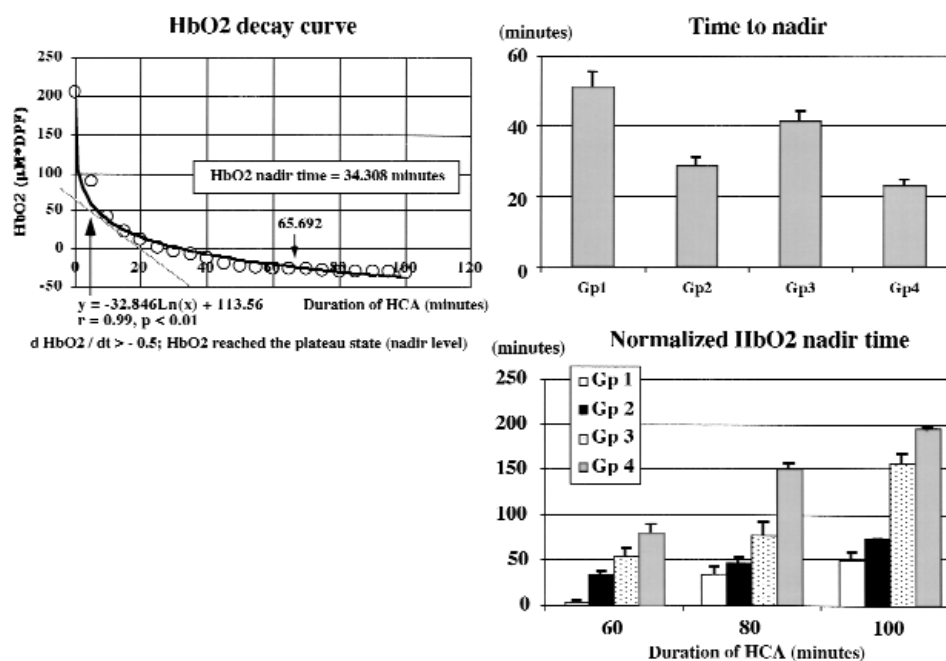 HbO2 decay curve
HbO2 (µM*DPF)
250
200
150
100
50
0
-50
HbO2 nadir time = 34.308 minutes
65.692
0 20 40 60 80 100 120
y = -32.846Ln(x) + 113.56
Duration of HCA (minutes)
r = 0.99, p < 0.01
d HbO2 / dt > - 0.5; HbO2 reached the plateau state (nadir level)
(minutes)
Time to nadir
60
40
20
0
Gp1 Gp2 Gp3 Gp4
(minutes)
Normalized HbO2 nadir time
250
200
150
100
50
0
Gp 1
Gp 2
Gp 3
Gp 4
60 80 100
Duration of HCA (minutes)